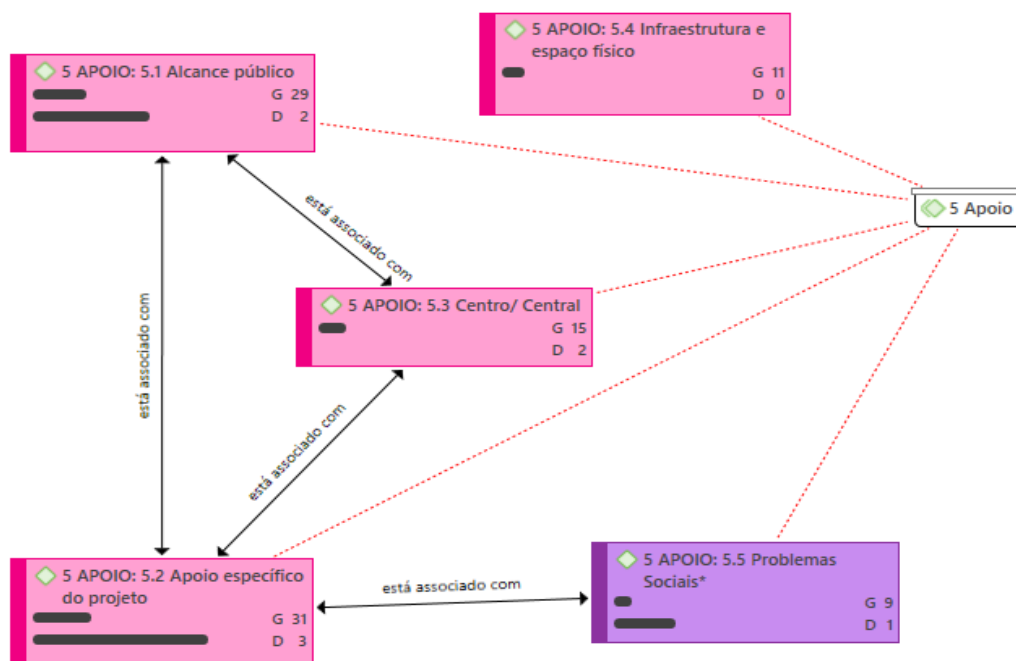 5 APOIO: 5.4 Infraestrutura e
espaço físico
G 11
D 0
5 APOIO: 5.1 Alcance público
G 29
D 2
5 Apoio
está associado com
está associado com
5 APOIO: 5.3 Centro/ Central
G 15
D 2
está associado com
5 APOIO: 5.2 Apoio específico
do projeto
G 31
D 3
está associado com
5 APOIO: 5.5 Problemas
Sociais*
G 9
D 1